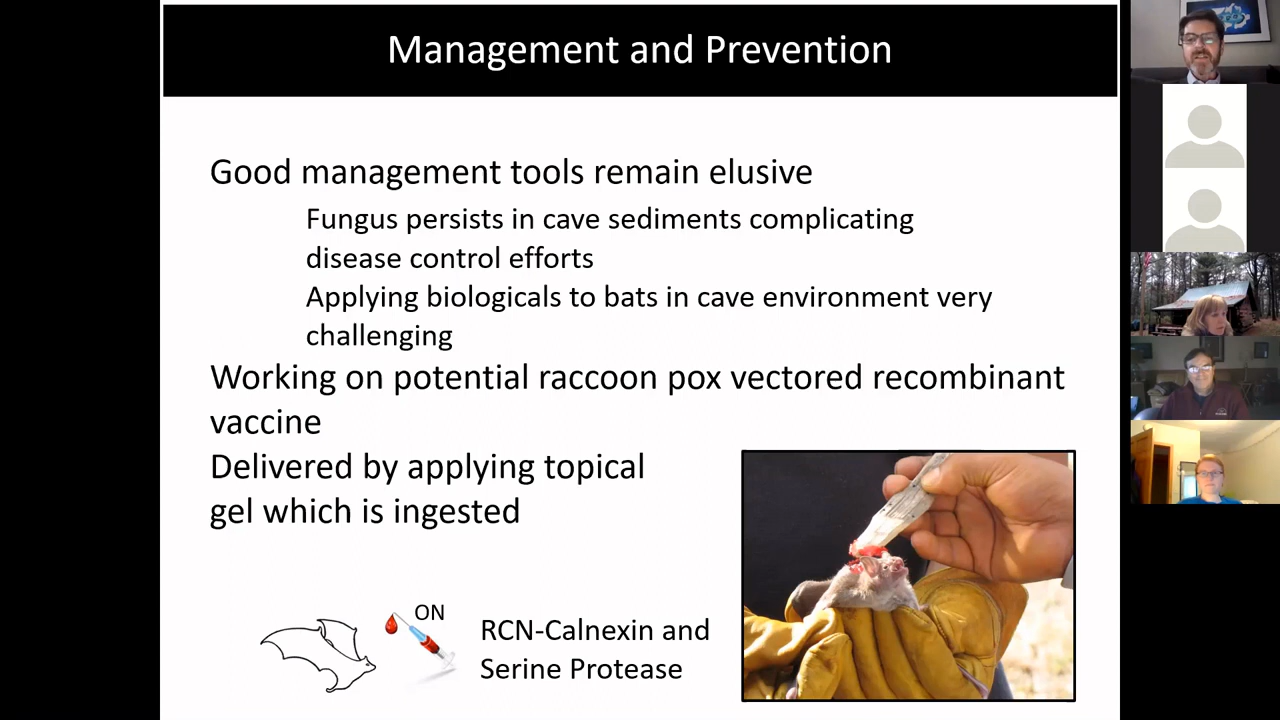 Management and Prevention
Good management tools remain elusive
Fungus persists in cave sediments complicating
disease control efforts
Applying biologicals to bats in cave environment very
challenging
Working on potential raccoon pox vectored recombinant
vaccine
Delivered by applying topical
gel which is ingested
ON
RCN-Calnexin and
Serine Protease